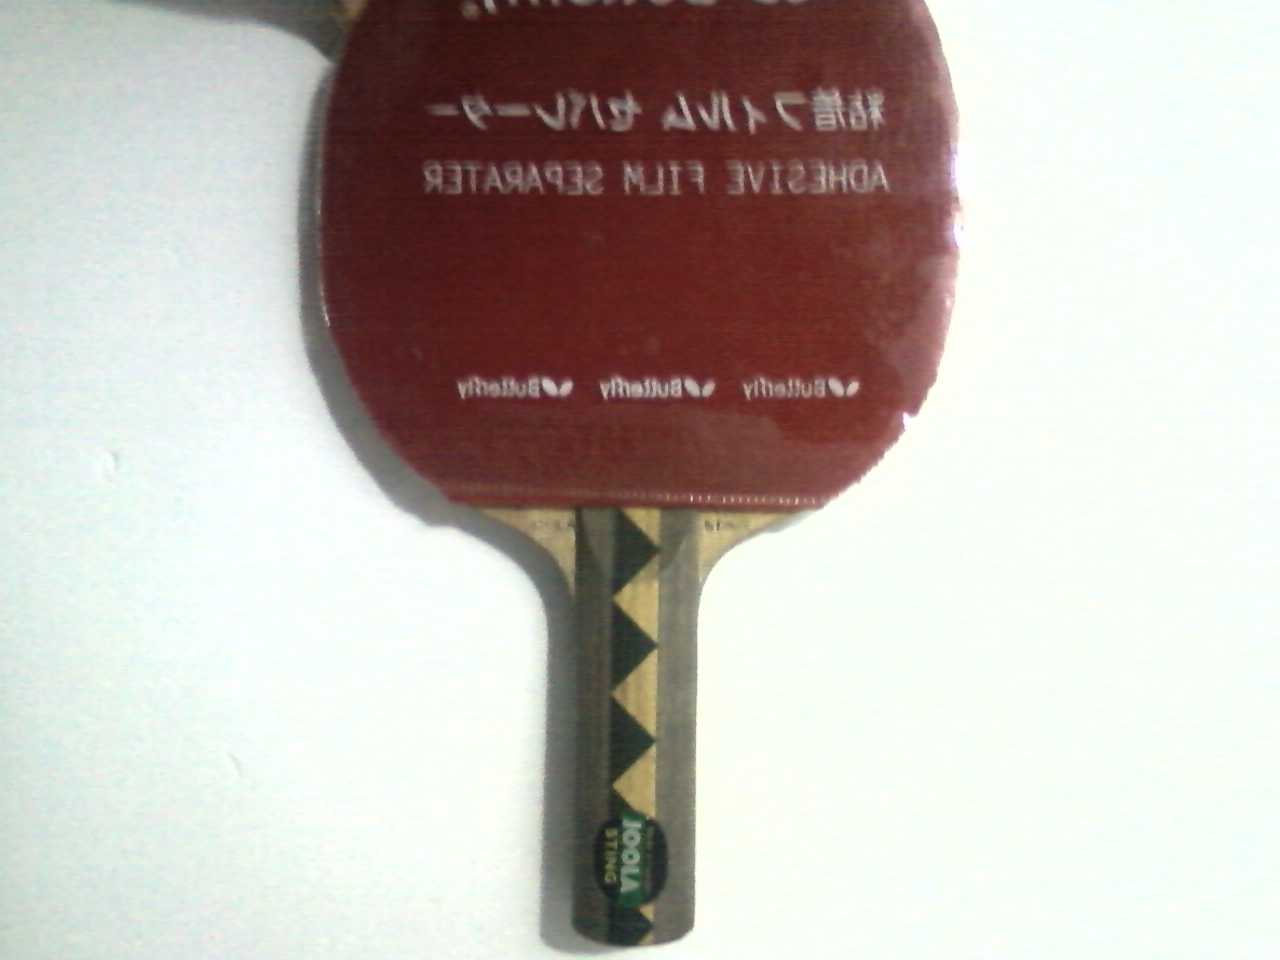 粘着フィルム セパレーター
ADHESIVE FILM SEPARATER
Butterfly Butterfly Butterfly
JOOLA
STING